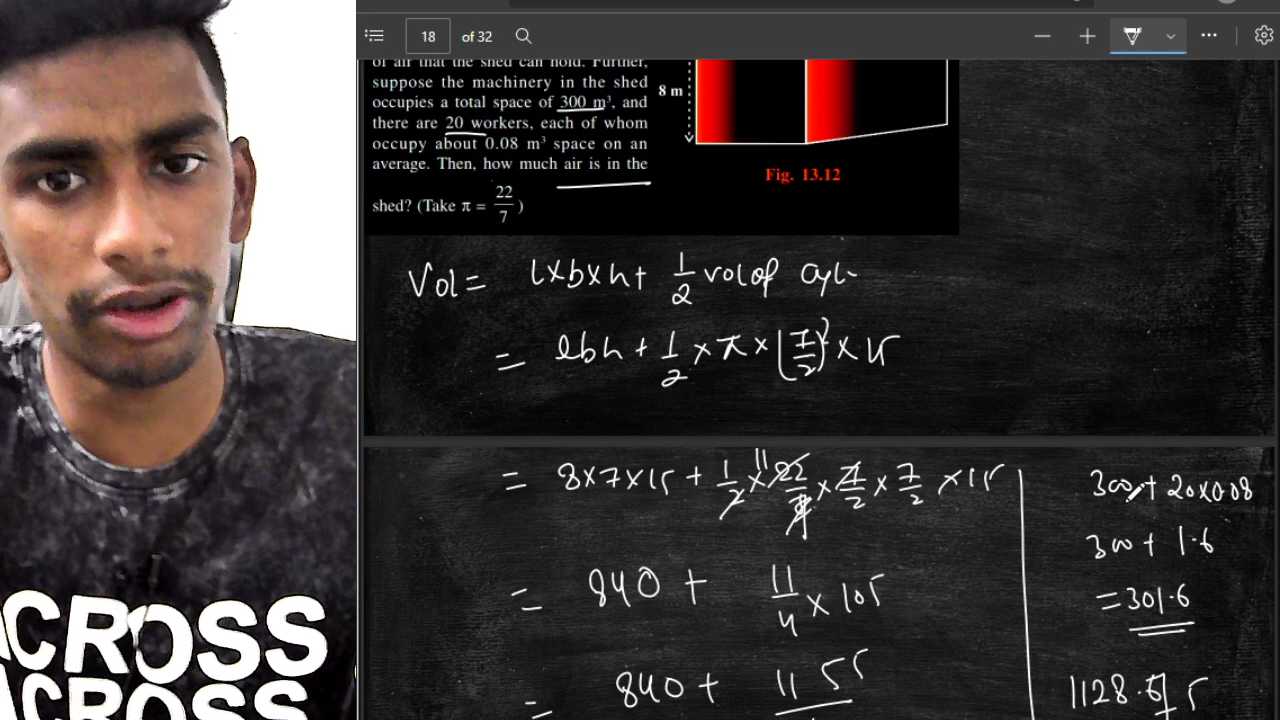 18 of 32
of air that the shed can hold. Further,
suppose the machinery in the shed
occupies a total space of 300 m³, and
there are 20 workers, each of whom
occupy about 0.08 m³ space on an
average. Then, how much air is in the
shed? (Take π = 22/7)
8 m
Fig. 13.12
Vol = l×b×h + 1/2 vol of cyl.
= lbh + 1/2 × π × (7/2)² × 15
= 8×7×15 + 1/2 × 11 22/7 × 7/2 × 7/2 × 15
= 840 + 11/4 × 105
= 840 + 1155
300 + 20×0.08
300 + 1.6
= 301.6
ACROSS
ACROSS